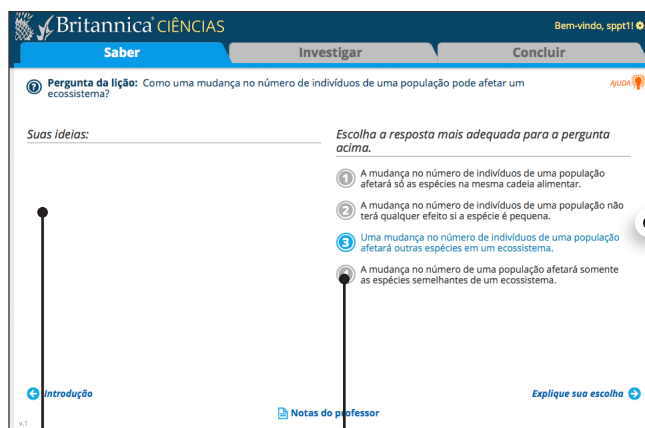 Britannica® CIÊNCIAS
Bem-vindo, sppt1!
Saber
Investigar
Concluir
Pergunta da lição: Como uma mudança no número de indivíduos de uma população pode afetar um
ecossistema?
AJUDA
Suas ideias:
Escolha a resposta mais adequada para a pergunta
acima.
1 A mudança no número de indivíduos de uma população
afetará só as espécies na mesma cadeia alimentar.
2 A mudança no número de indivíduos de uma população não
terá qualquer efeito si a espécie é pequena.
3 Uma mudança no número de indivíduos de uma população
afetará outras espécies em um ecossistema.
4 A mudança no número de uma população afetará somente
as espécies semelhantes de um ecossistema.
Introdução
Explique sua escolha
Notas do professor
v.1